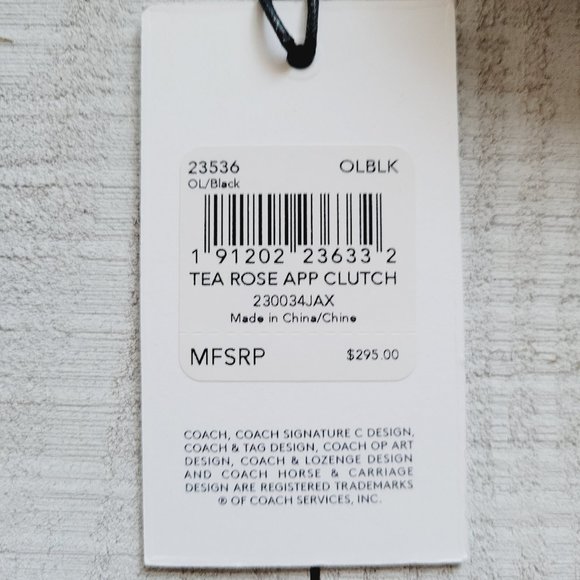 23536 OLBLK
OL/Black
1 91202 23633 2
TEA ROSE APP CLUTCH
230034JAX
Made in China/Chine
MFSRP $295.00
COACH, COACH SIGNATURE C DESIGN,
COACH & TAG DESIGN, COACH OP ART
DESIGN, COACH & LOZENGE DESIGN
AND COACH HORSE & CARRIAGE
DESIGN ARE REGISTERED TRADEMARKS
® OF COACH SERVICES, INC.